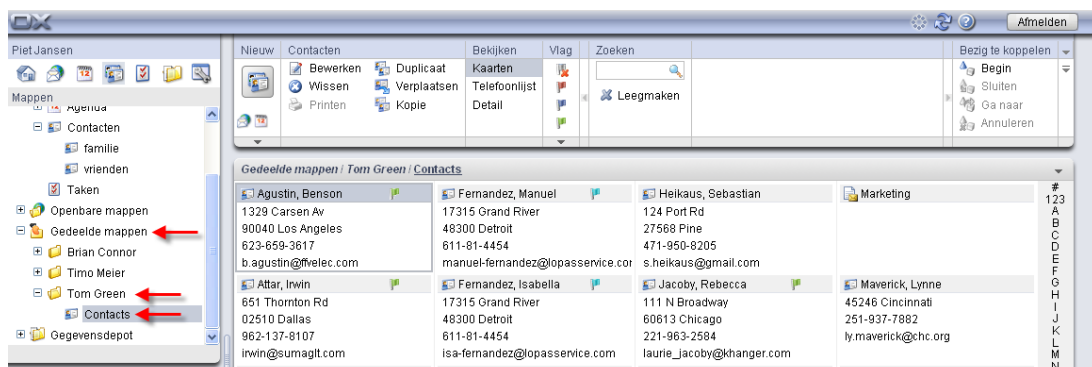 OX
Afmelden
Piet Jansen
12
Mappen
Agenda
Contacten
familie
vrienden
Taken
Openbare mappen
Gedeelde mappen
Brian Connor
Timo Meier
Tom Green
Contacts
Gegevensdepot
Nieuw
Contacten
Bewerken
Duplicaat
Wissen
Verplaatsen
Printen
Kopie
Bekijken
Kaarten
Telefoonlijst
Detail
Vlag
Zoeken
Leegmaken
Bezig te koppelen
Begin
Sluiten
Ga naar
Annuleren
Gedeelde mappen / Tom Green / Contacts
Agustin, Benson
1329 Carsen Av
90040 Los Angeles
623-659-3617
b.agustin@ffvelec.com
Fernandez, Manuel
17315 Grand River
48300 Detroit
611-81-4454
manuel-fernandez@lopasservice.cor
Heikaus, Sebastian
124 Port Rd
27568 Pine
471-950-8205
s.heikaus@gmail.com
Marketing
Attar, Irwin
651 Thornton Rd
02510 Dallas
962-137-8107
irwin@sumaglt.com
Fernandez, Isabella
17315 Grand River
48300 Detroit
611-81-4454
isa-fernandez@lopasservice.com
Jacoby, Rebecca
111 N Broadway
60613 Chicago
221-963-2584
laurie_jacoby@khanger.com
Maverick, Lynne
45246 Cincinnati
251-937-7882
ly.maverick@chc.org
#
123
A
B
C
D
E
F
G
H
I
J
K
L
M
N